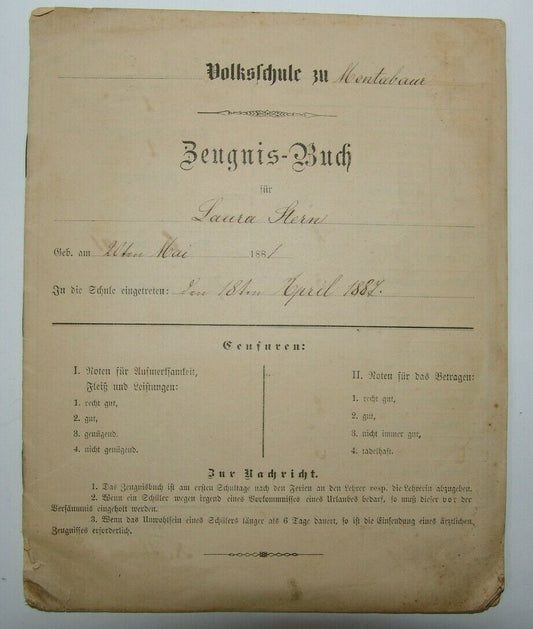 Volksschule zu Montabaur
Zeugnis-Buch
für
Laura Stern
Geb. am 20ten Mai 1881
In die Schule eingetreten: den 18ten April 1887.
Censuren:
I. Noten für Aufmerksamkeit,
Fleiß und Leistungen:
1. recht gut,
2. gut,
3. genügend.
4. nicht genügend.
II. Noten für das Betragen:
1. recht gut,
2. gut,
3. nicht immer gut,
4. tadelhaft.
Zur Nachricht.
1. Das Zeugnisbuch ist am ersten Schultage nach den Ferien an den Lehrer resp. die Lehrerin abzugeben.
2. Wenn ein Schüler wegen irgend eines Vorkommnisses eines Urlaubes bedarf, so muß dieser vor der
Versäumnis eingeholt werden.
3. Wenn das Unwohlsein eines Schülers länger als 6 Tage dauert, so ist die Einsendung eines ärztlichen
Zeugnisses erforderlich.